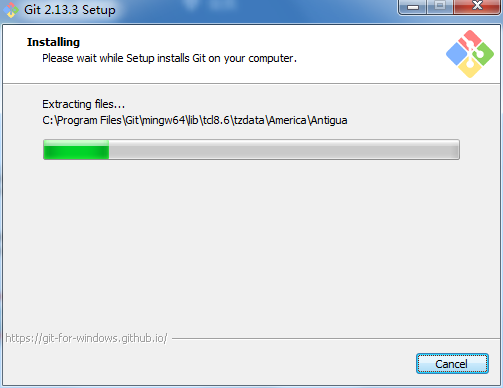 Git 2.13.3 Setup
Installing
Please wait while Setup installs Git on your computer.
Extracting files...
C:\Program Files\Git\mingw64\lib\tcl8.6\tzdata\America\Antigua
https://git-for-windows.github.io/
Cancel